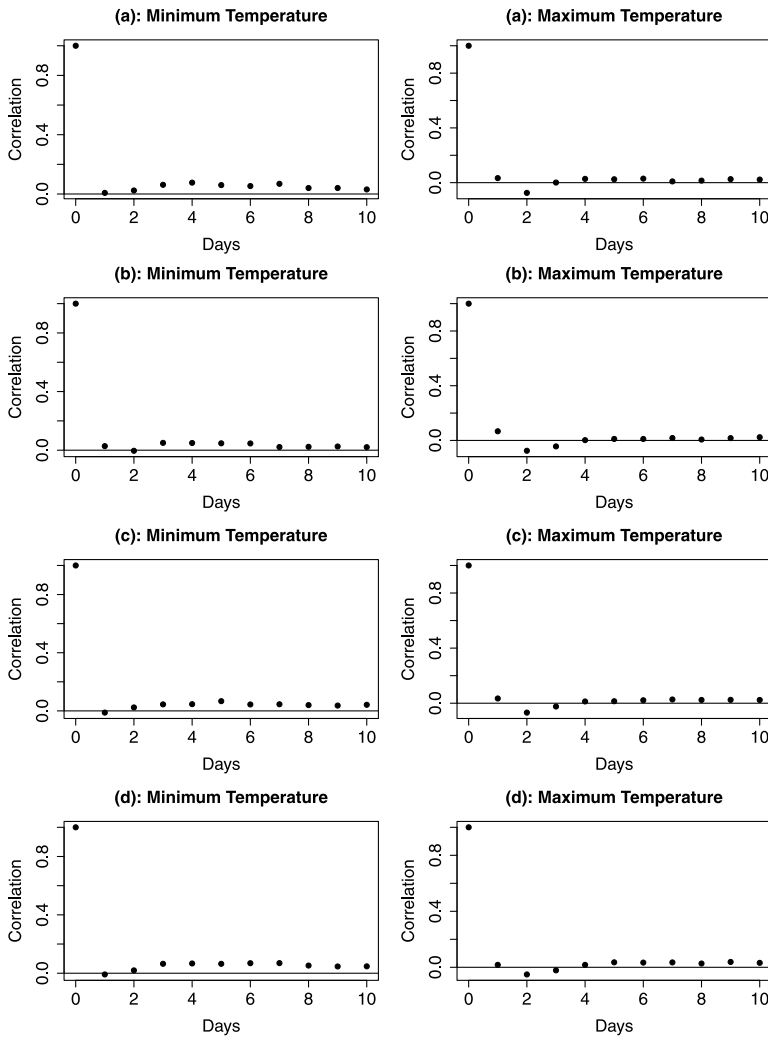 (a): Minimum Temperature
Correlation
0.0 0.4 0.8
0 2 4 6 8 10
Days
(a): Maximum Temperature
Correlation
0.0 0.4 0.8
0 2 4 6 8 10
Days
(b): Minimum Temperature
Correlation
0.0 0.4 0.8
0 2 4 6 8 10
Days
(b): Maximum Temperature
Correlation
0.0 0.4 0.8
0 2 4 6 8 10
Days
(c): Minimum Temperature
Correlation
0.0 0.4 0.8
0 2 4 6 8 10
Days
(c): Maximum Temperature
Correlation
0.0 0.4 0.8
0 2 4 6 8 10
Days
(d): Minimum Temperature
Correlation
0.0 0.4 0.8
0 2 4 6 8 10
Days
(d): Maximum Temperature
Correlation
0.0 0.4 0.8
0 2 4 6 8 10
Days